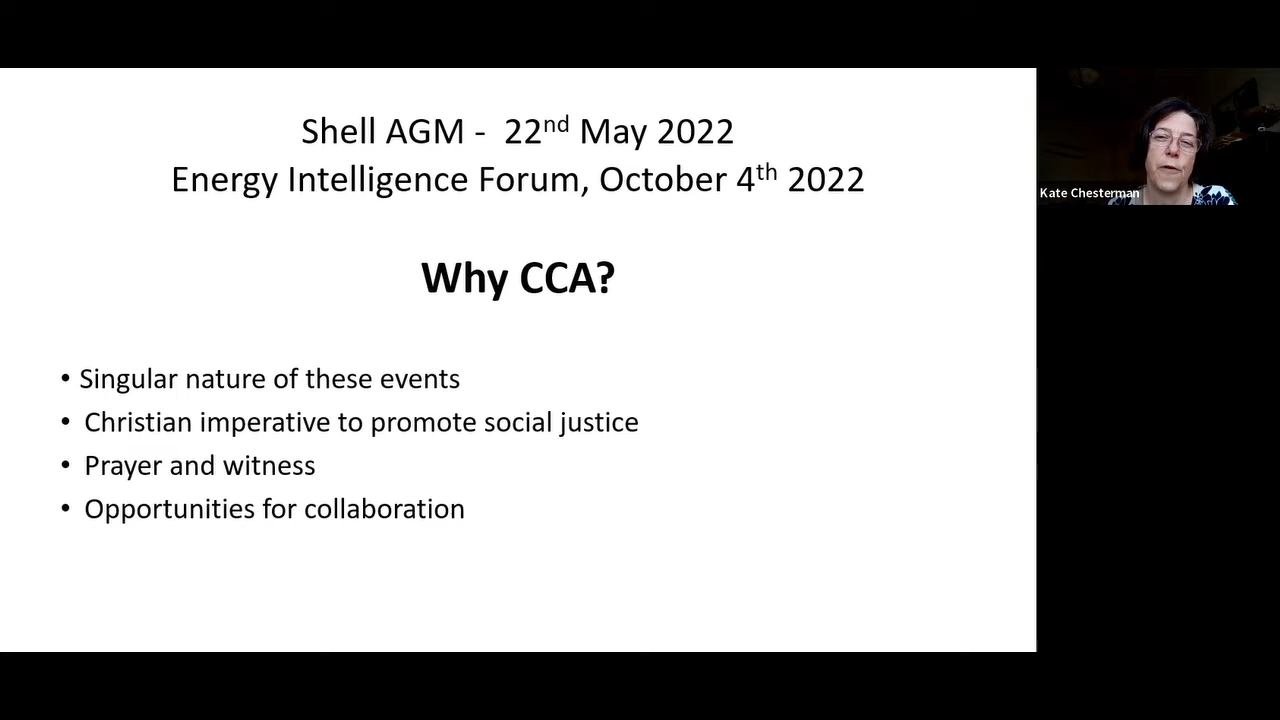 Shell AGM -  22nd May 2022
Energy Intelligence Forum, October 4th 2022
Why CCA?
• Singular nature of these events
• Christian imperative to promote social justice
• Prayer and witness
• Opportunities for collaboration
Kate Chesterman